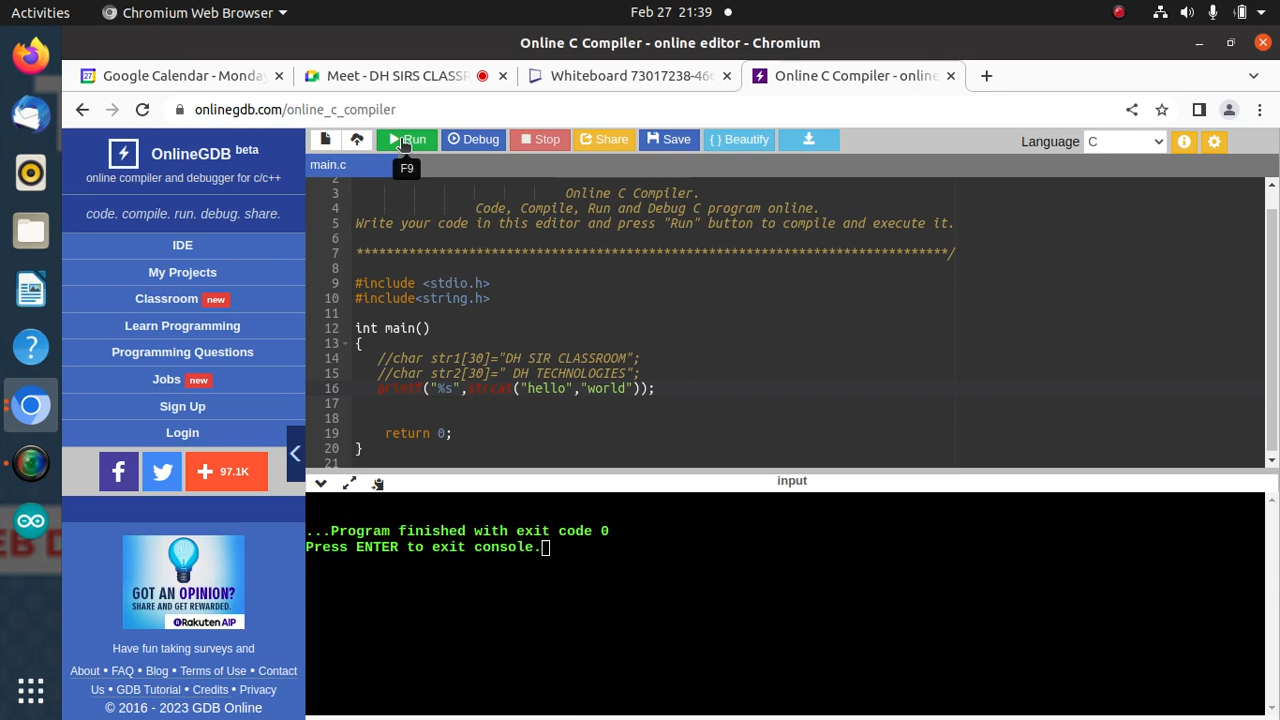 Activities
Chromium Web Browser
Feb 27 21:39
Online C Compiler - online editor - Chromium
Google Calendar - Monday
Meet - DH SIRS CLASSR
Whiteboard 73017238-46
Online C Compiler - online
onlinegdb.com/online_c_compiler
OnlineGDB beta
online compiler and debugger for c/c++
code. compile. run. debug. share.
IDE
My Projects
Classroom new
Learn Programming
Programming Questions
Jobs new
Sign Up
Login
97.1K
GOT AN OPINION?
SHARE AND GET REWARDED.
Rakuten AIP
Have fun taking surveys and
About • FAQ • Blog • Terms of Use • Contact
Us • GDB Tutorial • Credits • Privacy
© 2016 - 2023 GDB Online
Run
Debug
Stop
Share
Save
{ } Beautify
Language C
F9
main.c
2
3 Online C Compiler.
4 Code, Compile, Run and Debug C program online.
5 Write your code in this editor and press "Run" button to compile and execute it.
6
7 *******************************************************************************/
8
9 #include <stdio.h>
10 #include<string.h>
11
12 int main()
13 {
14 //char str1[30]="DH SIR CLASSROOM";
15 //char str2[30]=" DH TECHNOLOGIES";
16 printf("%s",strcat("hello","world"));
17
18
19 return 0;
20 }
21
input
...Program finished with exit code 0
Press ENTER to exit console.